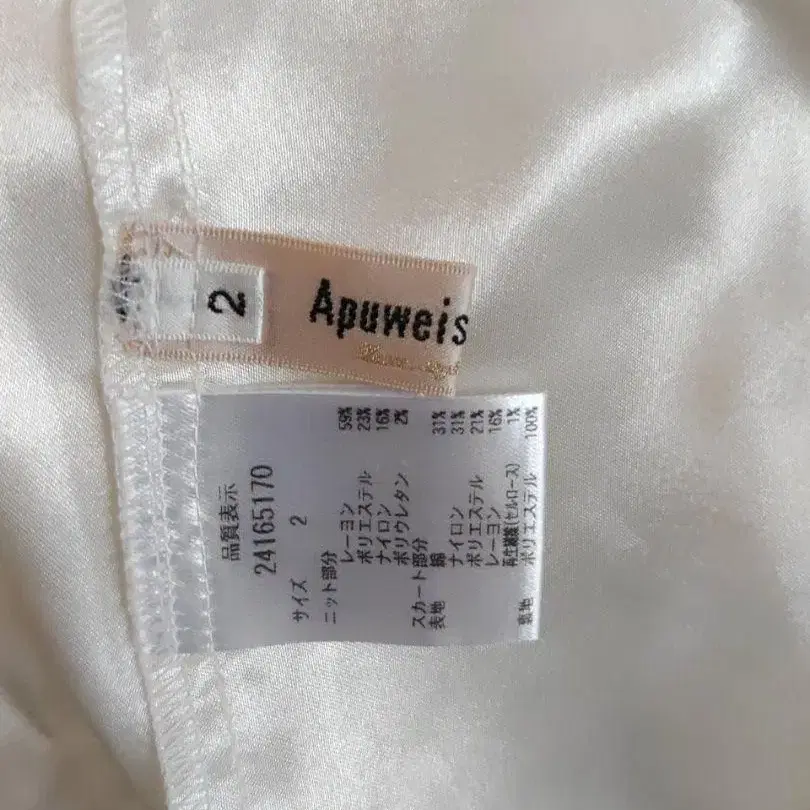 2
Apuweis
品質表示
24165170
サイズ 2
ニット部分
レーヨン 59%
ポリエステル 23%
ナイロン 16%
ポリウレタン 2%
スカート部分
表地 綿 31%
ナイロン 31%
ポリエステル 21%
レーヨン 16%
再生繊維(セルロース) 1%
裏地 ポリエステル 100%